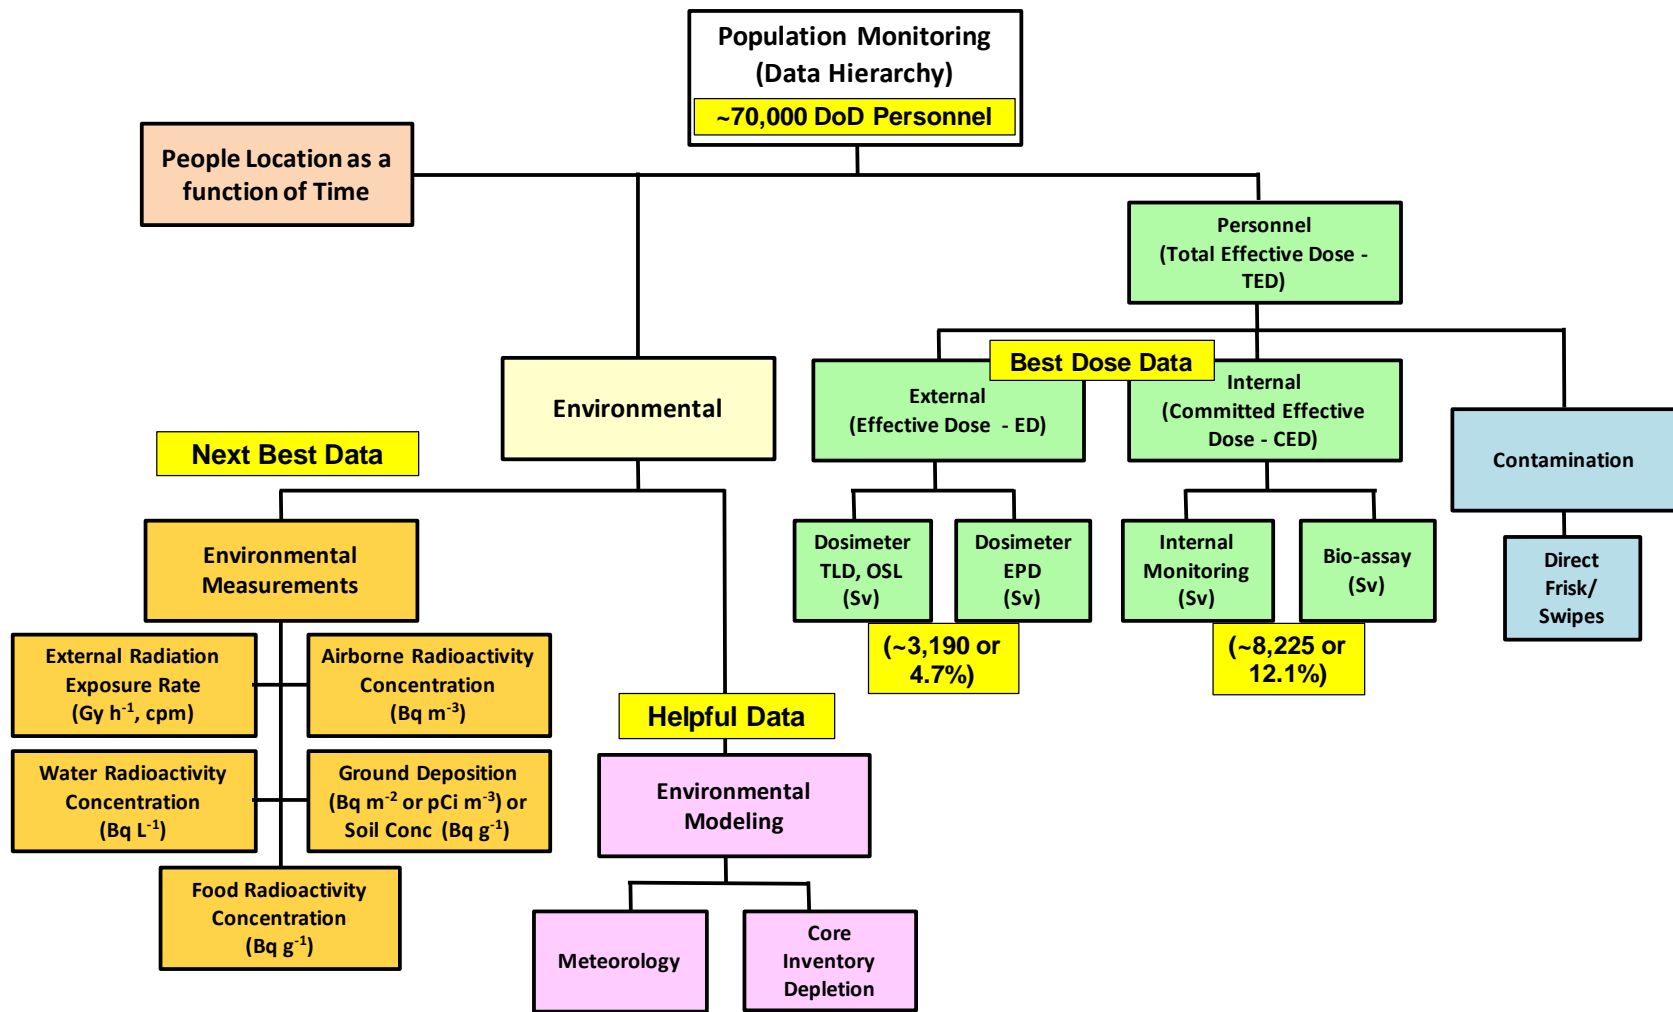 Population Monitoring
(Data Hierarchy)
~70,000 DoD Personnel
People Location as a
function of Time
Personnel
(Total Effective Dose -
TED)
Environmental
Best Dose Data
External
(Effective Dose - ED)
Internal
(Committed Effective
Dose - CED)
Contamination
Next Best Data
Environmental
Measurements
Dosimeter
TLD, OSL
(Sv)
Dosimeter
EPD
(Sv)
Internal
Monitoring
(Sv)
Bio-assay
(Sv)
Direct
Frisk/
Swipes
(~3,190 or
4.7%)
(~8,225 or
12.1%)
External Radiation
Exposure Rate
(Gy h⁻¹, cpm)
Airborne Radioactivity
Concentration
(Bq m⁻³)
Water Radioactivity
Concentration
(Bq L⁻¹)
Ground Deposition
(Bq m⁻² or pCi m⁻³) or
Soil Conc (Bq g⁻¹)
Food Radioactivity
Concentration
(Bq g⁻¹)
Helpful Data
Environmental
Modeling
Meteorology
Core
Inventory
Depletion